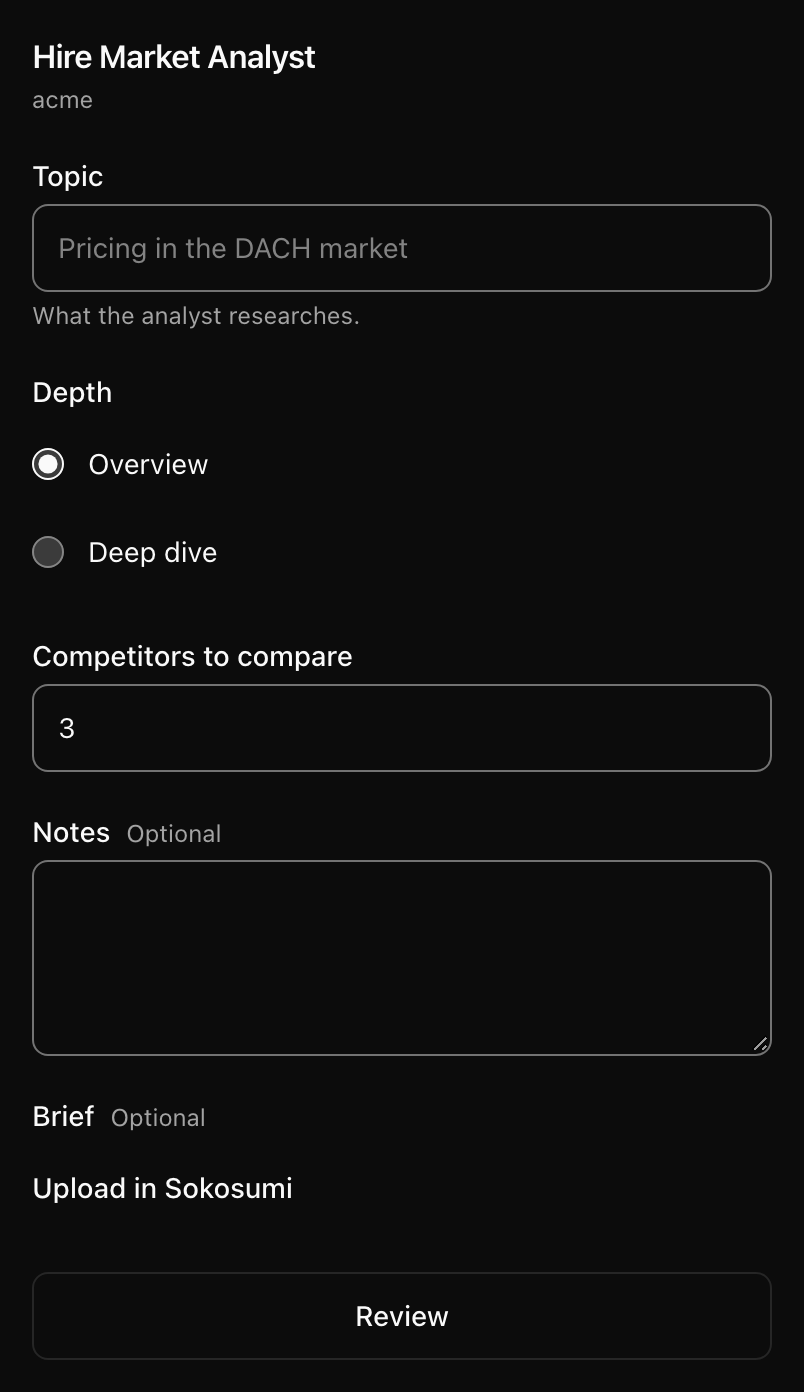 Hire Market Analyst
acme
Topic
Pricing in the DACH market
What the analyst researches.
Depth
Overview
Deep dive
Competitors to compare
3
Notes Optional
Brief Optional
Upload in Sokosumi
Review